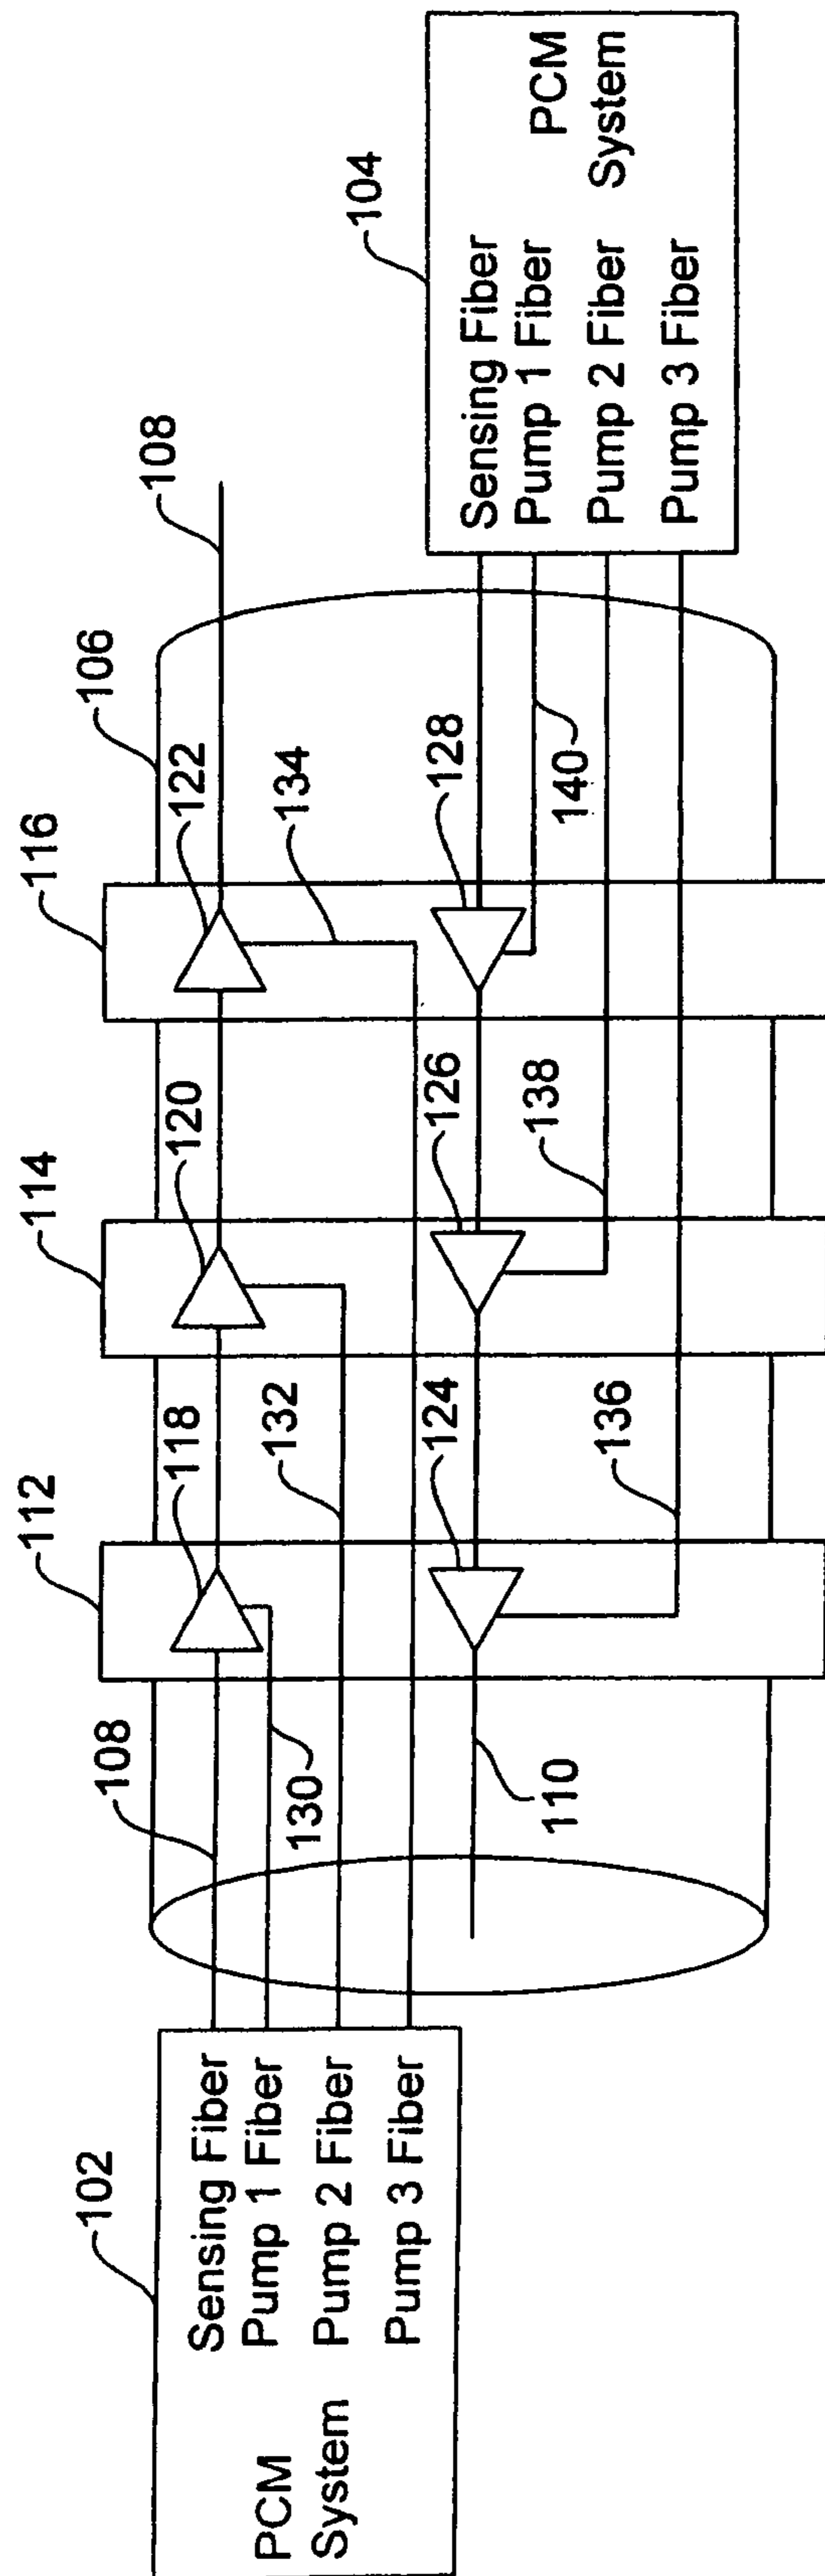 102
PCM
System
Sensing Fiber
Pump 1 Fiber
Pump 2 Fiber
Pump 3 Fiber
108
130
112
118
132
114
120
116
122
134
106
108
110
124
136
126
138
128
140
104
Sensing Fiber
Pump 1 Fiber
Pump 2 Fiber
Pump 3 Fiber
PCM
System